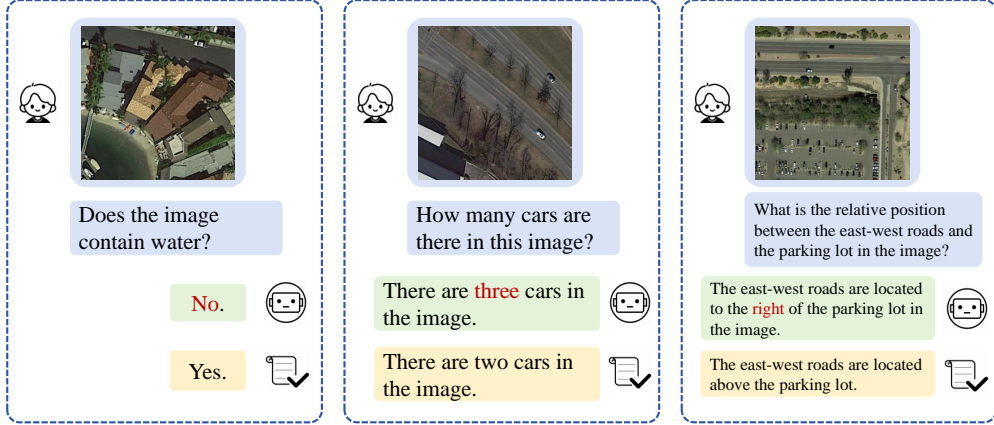 Does the image
contain water?
No.
Yes.
How many cars are
there in this image?
There are three cars in
the image.
There are two cars in
the image.
What is the relative position
between the east-west roads and
the parking lot in the image?
The east-west roads are located
to the right of the parking lot in
the image.
The east-west roads are located
above the parking lot.